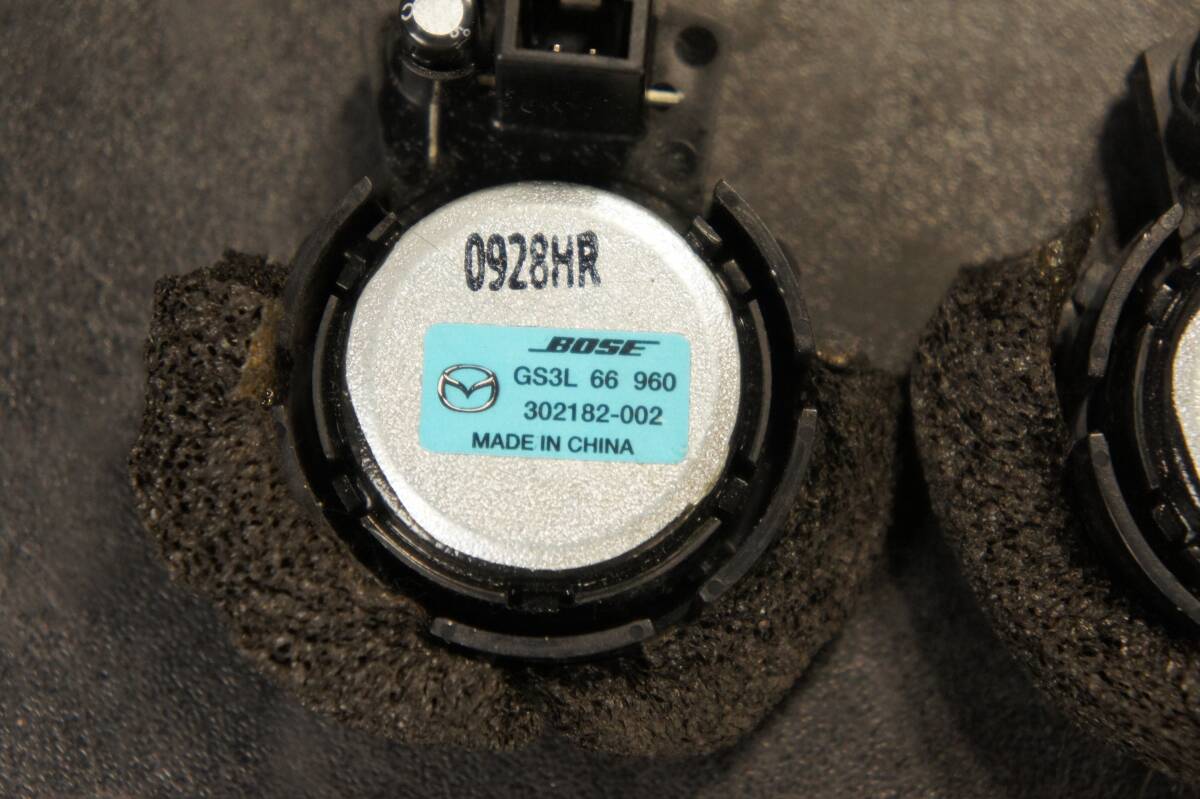 0928HR
BOSE
GS3L 66 960
302182-002
MADE IN CHINA